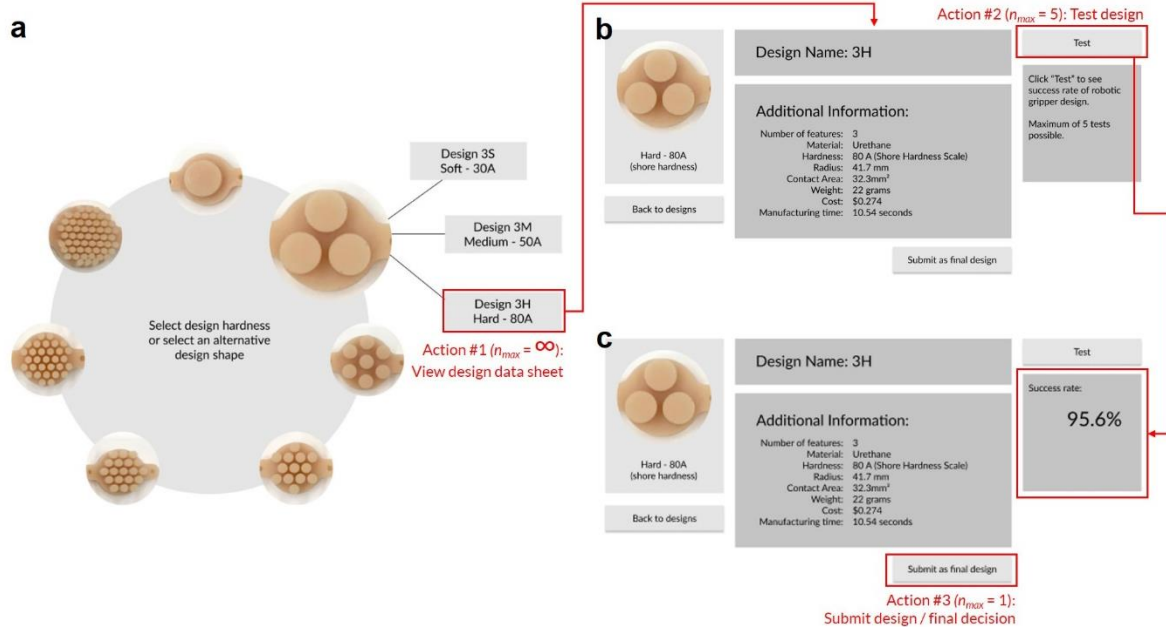 a
Design 3S
Soft - 30A
Design 3M
Medium - 50A
Design 3H
Hard - 80A
Select design hardness
or select an alternative
design shape
Action #1 (nmax = ∞):
View design data sheet
b
Action #2 (nmax = 5): Test design
Hard - 80A
(shore hardness)
Back to designs
Design Name: 3H
Additional Information:
Number of features: 3
Material: Urethane
Hardness: 80 A (Shore Hardness Scale)
Radius: 41.7 mm
Contact Area: 32.3mm²
Weight: 22 grams
Cost: $0.274
Manufacturing time: 10.54 seconds
Submit as final design
Test
Click "Test" to see
success rate of robotic
gripper design.
Maximum of 5 tests
possible.
c
Hard - 80A
(shore hardness)
Back to designs
Design Name: 3H
Additional Information:
Number of features: 3
Material: Urethane
Hardness: 80 A (Shore Hardness Scale)
Radius: 41.7 mm
Contact Area: 32.3mm²
Weight: 22 grams
Cost: $0.274
Manufacturing time: 10.54 seconds
Submit as final design
Test
Success rate:
95.6%
Action #3 (nmax = 1):
Submit design / final decision